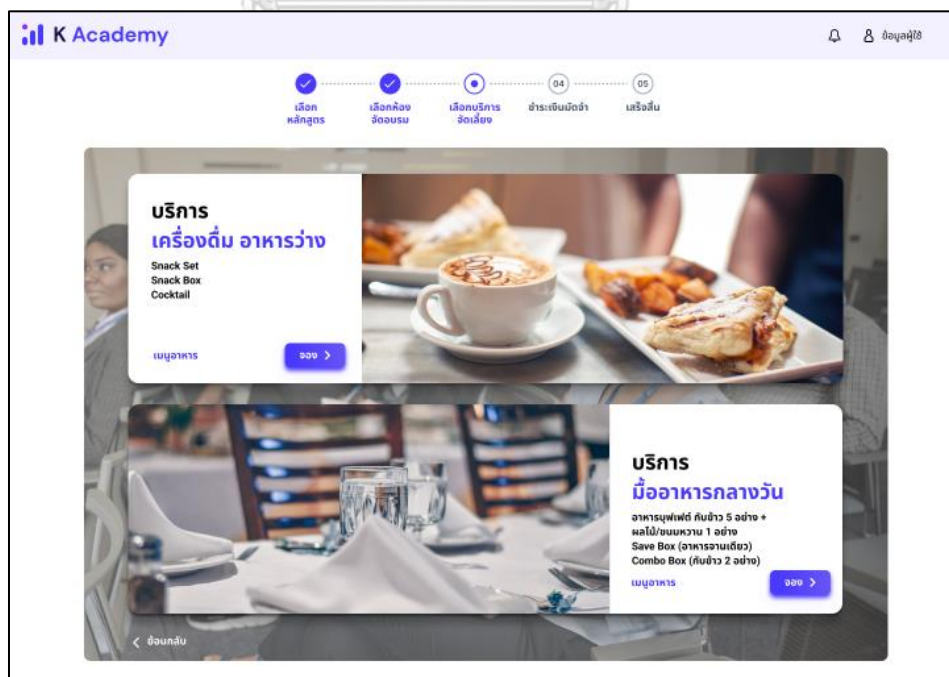 K Academy
ข้อมูลผู้ใช้
04
05
เลือก
หลักสูตร
เลือกห้อง
จัดอบรม
เลือกบริการ
จัดเลี้ยง
ชำระเงินมัดจำ
เสร็จสิ้น
บริการ
เครื่องดื่ม อาหารว่าง
Snack Set
Snack Box
Cocktail
เมนูอาหาร
จอง
บริการ
มื้ออาหารกลางวัน
อาหารบุฟเฟต์ กับข้าว 5 อย่าง +
ผลไม้/ขนมหวาน 1 อย่าง
Save Box (อาหารจานเดียว)
Combo Box (กับข้าว 2 อย่าง)
เมนูอาหาร
จอง
ย้อนกลับ